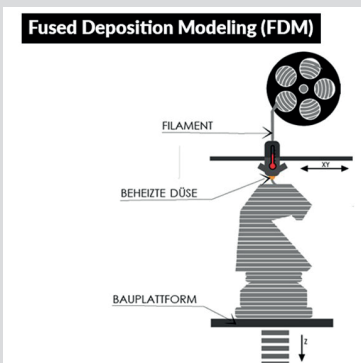 Fused Deposition Modeling (FDM)
FILAMENT
XY
BEHEIZTE DÜSE
BAUPLATTFORM
Z